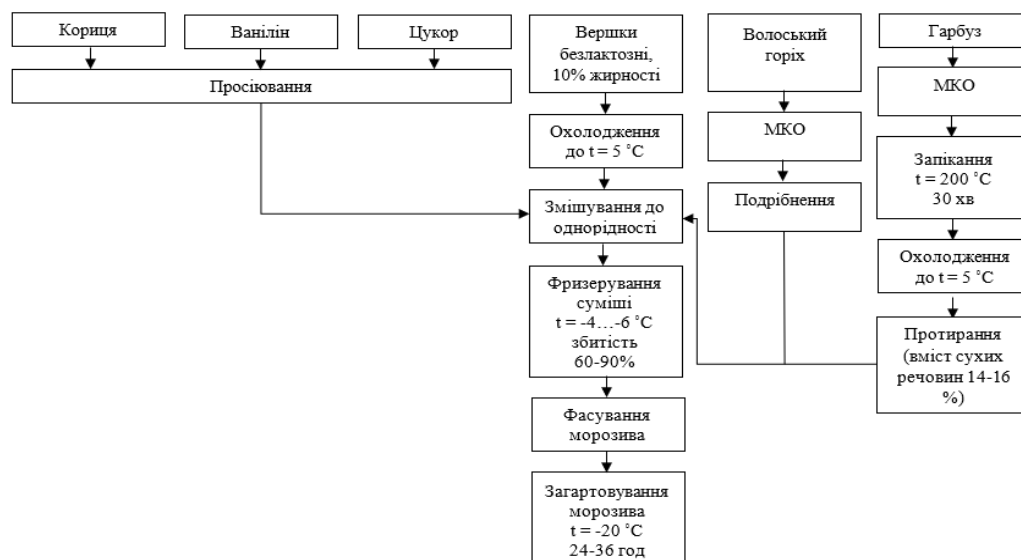 Кориця
Ванілін
Цукор
Просіювання
Вершки
безлактозні,
10% жирності
Охолодження
до t = 5 ˚С
Змішування до
однорідності
Фризерування
суміші
t = -4…-6 ˚С
збитість
60-90%
Фасування
морозива
Загартовування
морозива
t = -20 ˚С
24-36 год
Волоський
горіх
МКО
Подрібнення
Гарбуз
МКО
Запікання
t = 200 ˚С
30 хв
Охолодження
до t = 5 ˚С
Протирання
(вміст сухих
речовин 14-16
%)